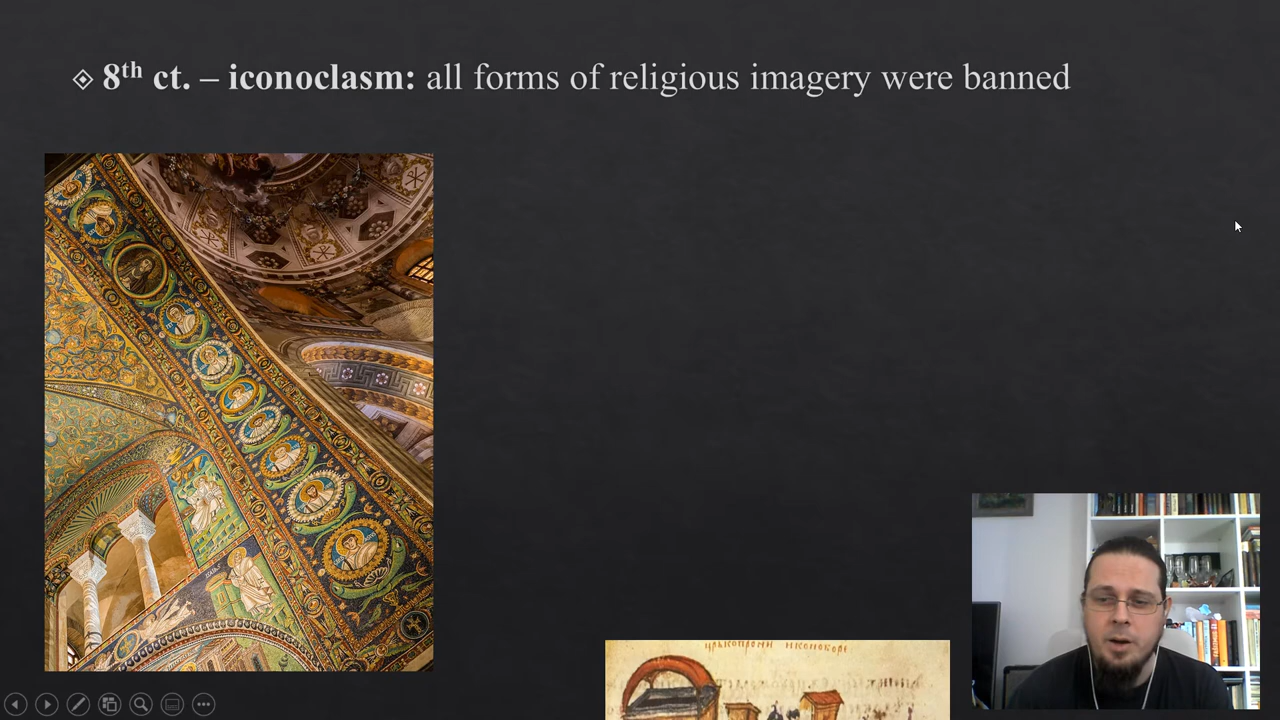 8th ct. – iconoclasm: all forms of religious imagery were banned